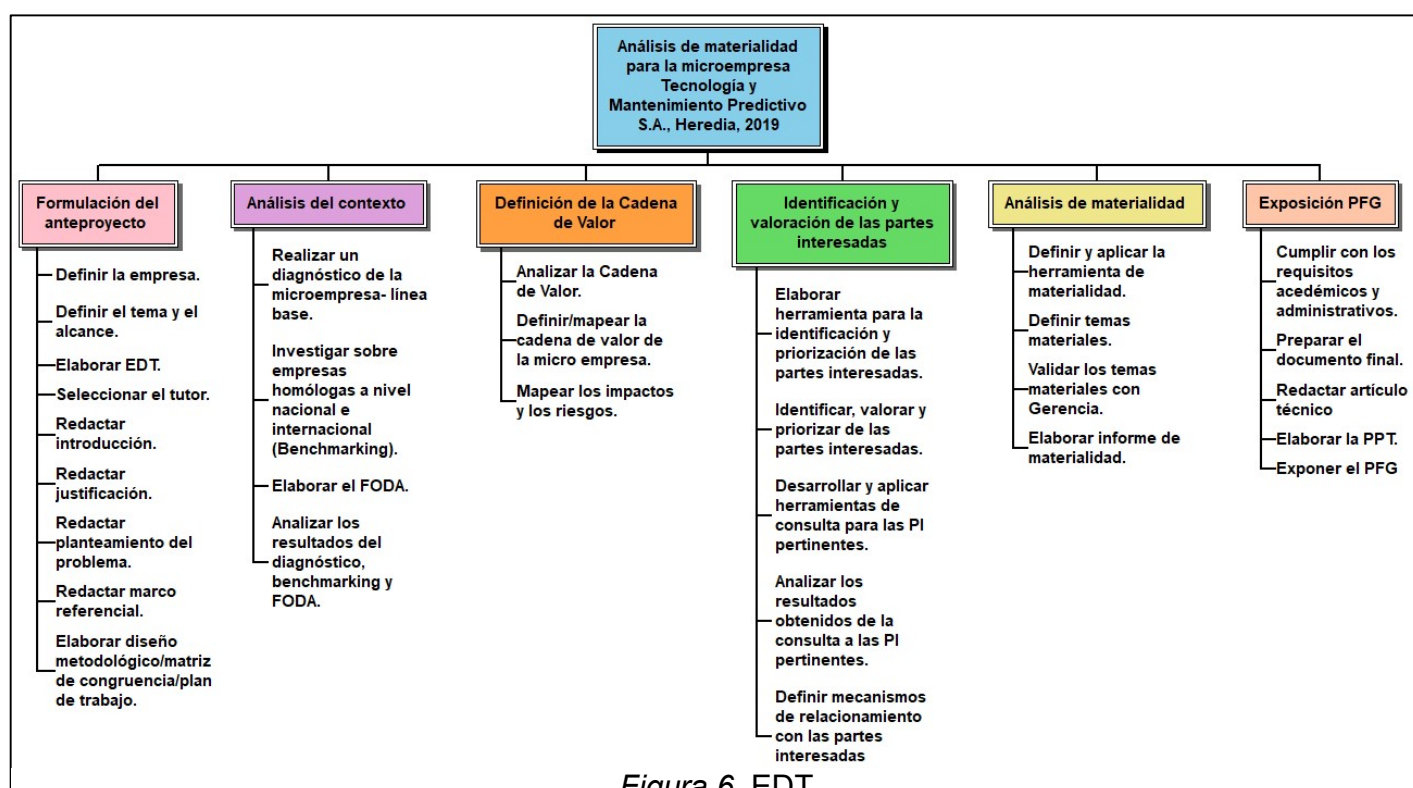 Análisis de materialidad
para la microempresa
Tecnología y
Mantenimiento Predictivo
S.A., Heredia, 2019
Formulación del
anteproyecto
Definir la empresa.
Definir el tema y el
alcance.
Elaborar EDT.
Seleccionar el tutor.
Redactar
introducción.
Redactar
justificación.
Redactar
planteamiento del
problema.
Redactar marco
referencial.
Elaborar diseño
metodológico/matriz
de congruencia/plan
de trabajo.
Análisis del contexto
Realizar un
diagnóstico de la
microempresa- línea
base.
Investigar sobre
empresas
homólogas a nivel
nacional e
internacional
(Benchmarking).
Elaborar el FODA.
Analizar los
resultados del
diagnóstico,
benchmarking y
FODA.
Definición de la Cadena
de Valor
Analizar la Cadena
de Valor.
Definir/mapear la
cadena de valor de
la micro empresa.
Mapear los impactos
y los riesgos.
Identificación y
valoración de las partes
interesadas
Elaborar
herramienta para la
identificación y
priorización de las
partes interesadas.
Identificar, valorar y
priorizar de las
partes interesadas.
Desarrollar y aplicar
herramientas de
consulta para las PI
pertinentes.
Analizar los
resultados
obtenidos de la
consulta a las PI
pertinentes.
Definir mecanismos
de relacionamiento
con las partes
interesadas
Análisis de materialidad
Definir y aplicar la
herramienta de
materialidad.
Definir temas
materiales.
Validar los temas
materiales con
Gerencia.
Elaborar informe de
materialidad.
Exposición PFG
Cumplir con los
requisitos
acedémicos y
administrativos.
Preparar el
documento final.
Redactar artículo
técnico
Elaborar la PPT.
Exponer el PFG
Figura 6. EDT